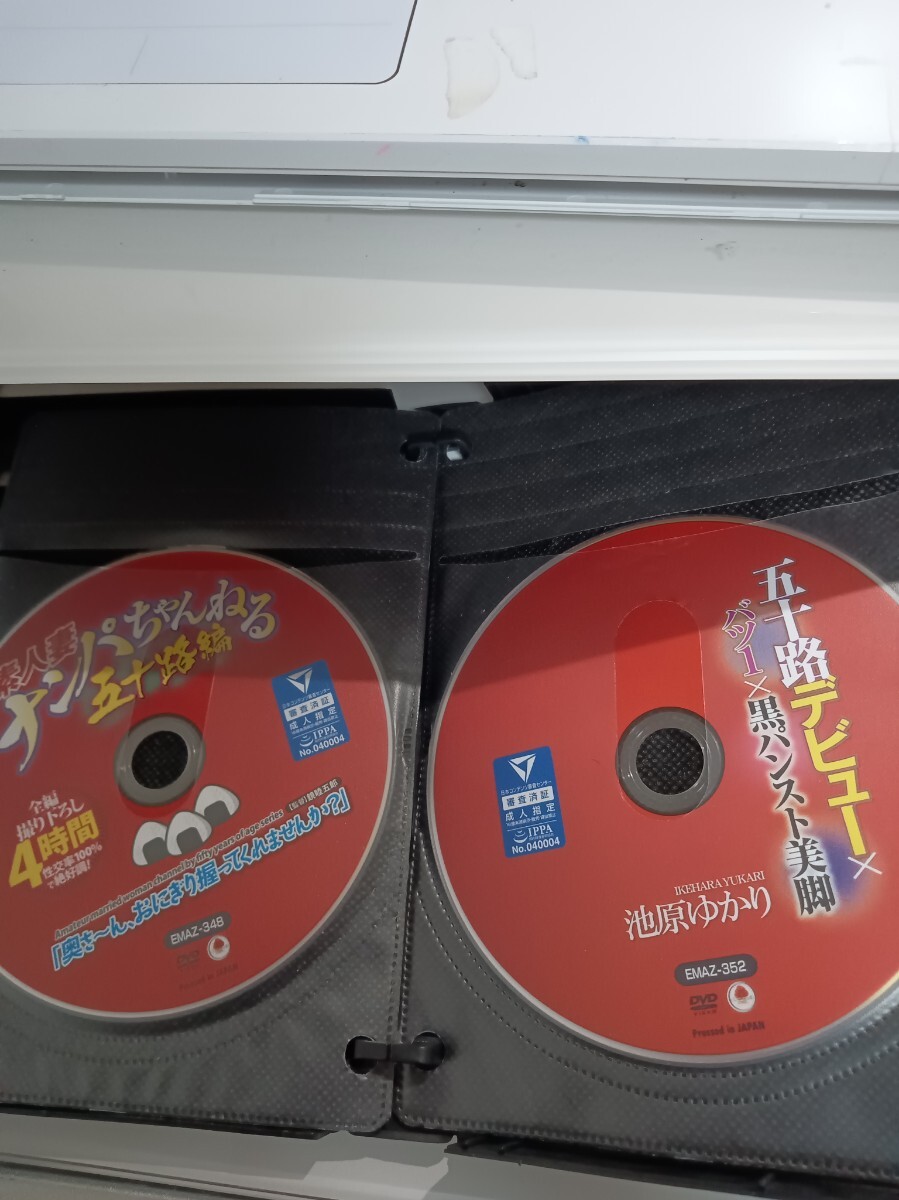 素人妻
ナンパちゃんねる
五十路編
日本コンテンツ審査センター
審査済証
成人指定
JPPA
No.040004
全編
撮り下ろし
4時間
性交率100%
で絶好調!
Amateur married woman channel by fifty years of age series
「奥さ〜ん、おにぎり握ってくれませんか?」
EMAZ-348
DVD
Printed in JAPAN
五十路デビュー×
バツ1×黒パンスト美脚
日本コンテンツ審査センター
審査済証
成人指定
JPPA
No.040004
IKEHARA YUKARI
池原ゆかり
EMAZ-352
DVD
Pressed in JAPAN